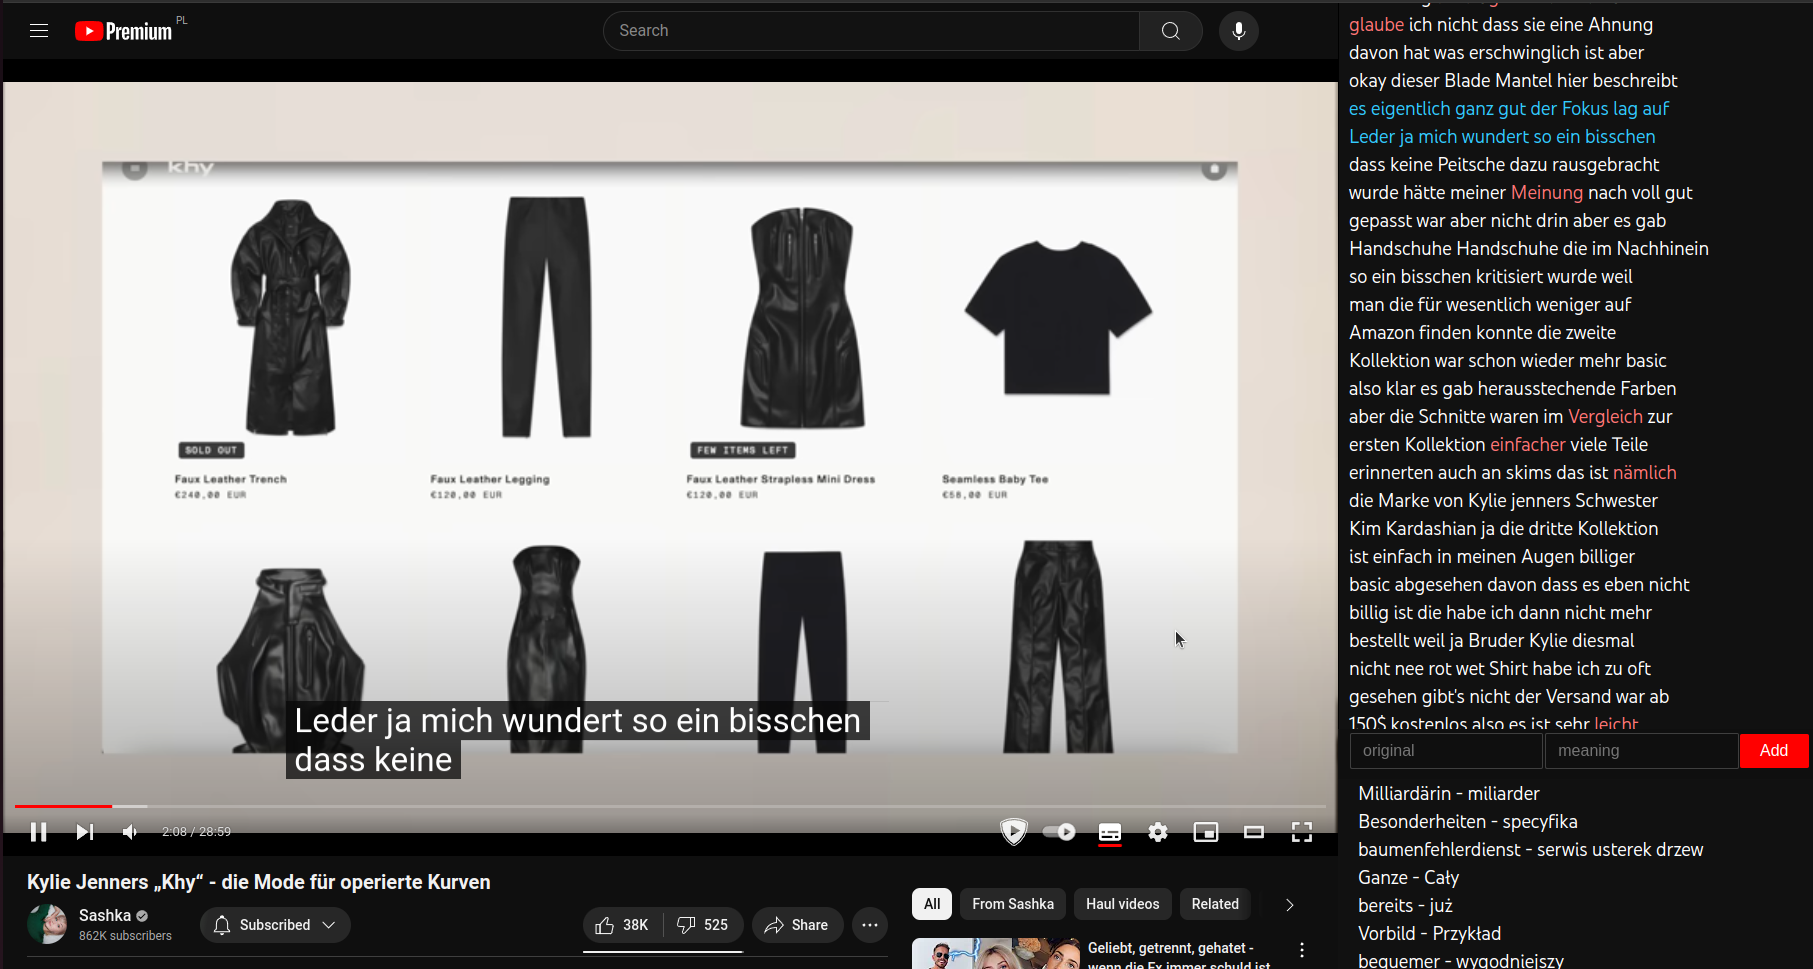 Premium PL
Search
khy
SOLD OUT
Faux Leather Trench
€240,00 EUR
Faux Leather Legging
€120,00 EUR
FEW ITEMS LEFT
Faux Leather Strapless Mini Dress
€120,00 EUR
Seamless Baby Tee
€58,00 EUR
Leder ja mich wundert so ein bisschen
dass keine
2:08 / 28:59
Kylie Jenners „Khy“ - die Mode für operierte Kurven
Sashka
862K subscribers
Subscribed
38K
525
Share
All
From Sashka
Haul videos
Related
Geliebt, getrennt, gehatet -
wenn die Ex immer schuld ist
glaube ich nicht dass sie eine Ahnung
davon hat was erschwinglich ist aber
okay dieser Blade Mantel hier beschreibt
es eigentlich ganz gut der Fokus lag auf
Leder ja mich wundert so ein bisschen
dass keine Peitsche dazu rausgebracht
wurde hätte meiner Meinung nach voll gut
gepasst war aber nicht drin aber es gab
Handschuhe Handschuhe die im Nachhinein
so ein bisschen kritisiert wurde weil
man die für wesentlich weniger auf
Amazon finden konnte die zweite
Kollektion war schon wieder mehr basic
also klar es gab herausstechende Farben
aber die Schnitte waren im Vergleich zur
ersten Kollektion einfacher viele Teile
erinnerten auch an skims das ist nämlich
die Marke von Kylie jenners Schwester
Kim Kardashian ja die dritte Kollektion
ist einfach in meinen Augen billiger
basic abgesehen davon dass es eben nicht
billig ist die habe ich dann nicht mehr
bestellt weil ja Bruder Kylie diesmal
nicht nee rot wet Shirt habe ich zu oft
gesehen gibt's nicht der Versand war ab
150$ kostenlos also es ist sehr leicht
original
meaning
Add
Milliardärin - miliarder
Besonderheiten - specyfika
baumenfehlerdienst - serwis usterek drzew
Ganze - Cały
bereits - już
Vorbild - Przykład
bequemer - wygodniejszy